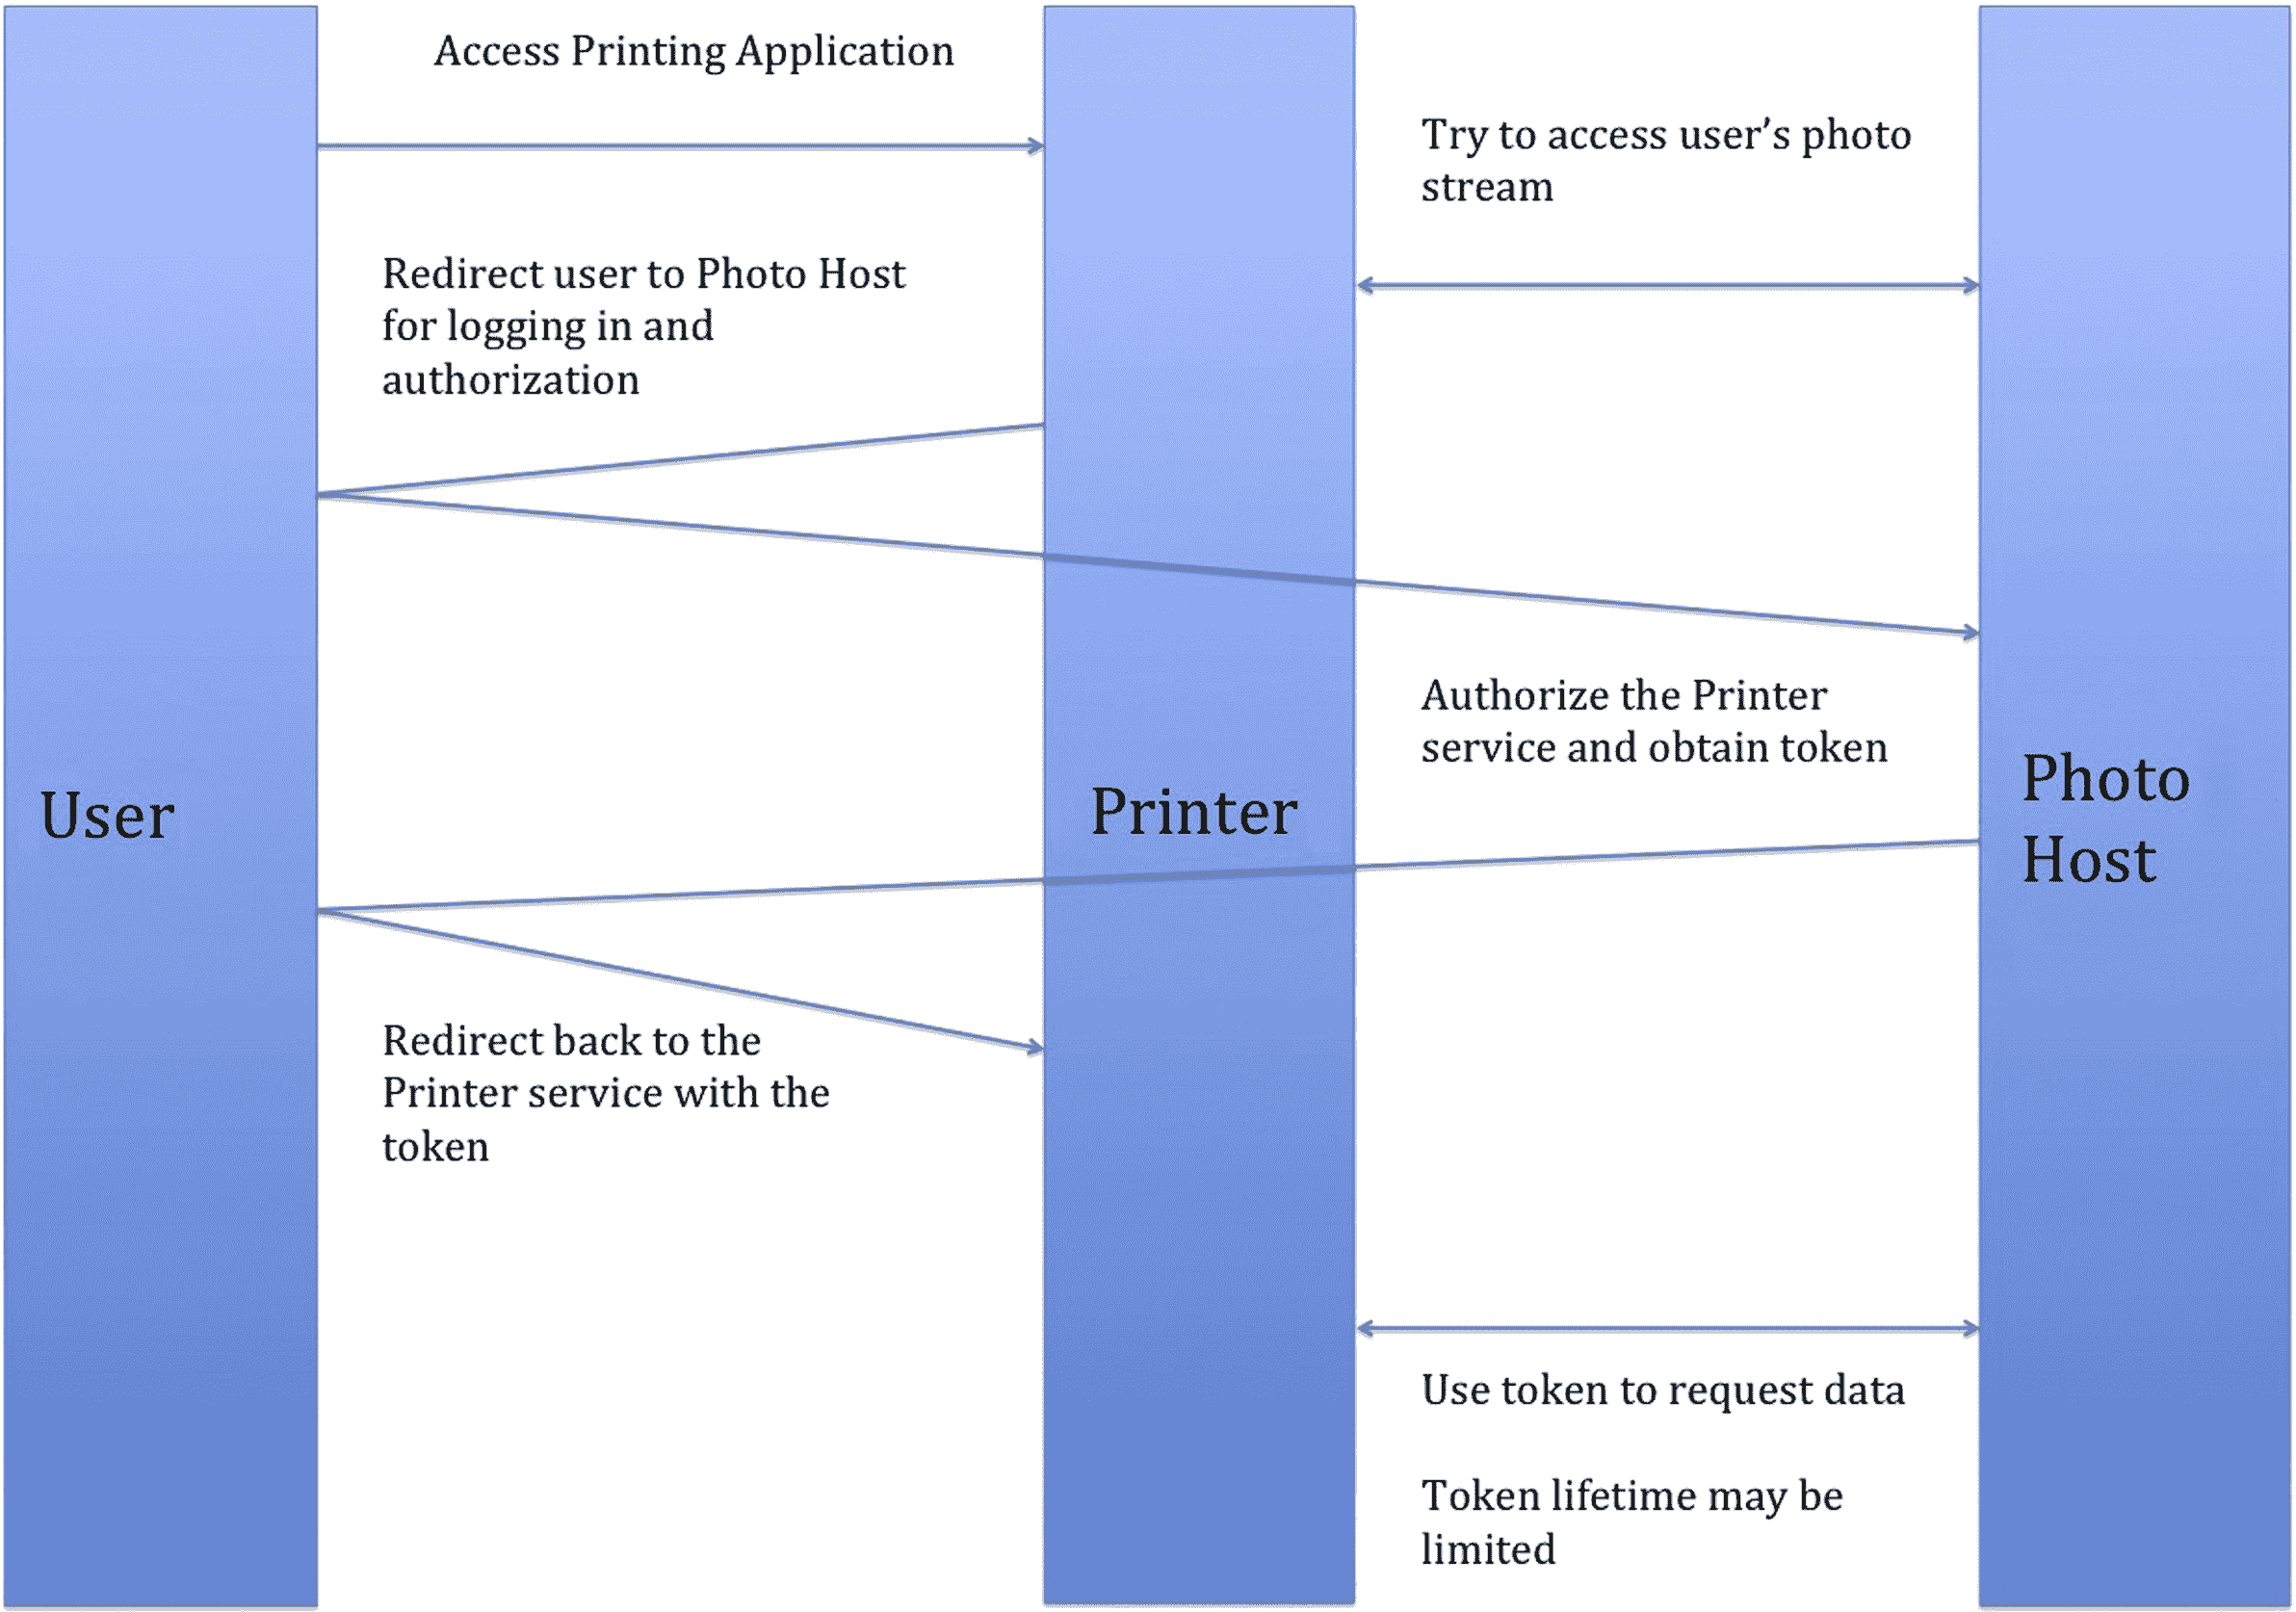 Access Printing Application
Try to access user’s photo
stream
Redirect user to Photo Host
for logging in and
authorization
Authorize the Printer
service and obtain token
User
Printer
Photo
Host
Redirect back to the
Printer service with the
token
Use token to request data
Token lifetime may be
limited